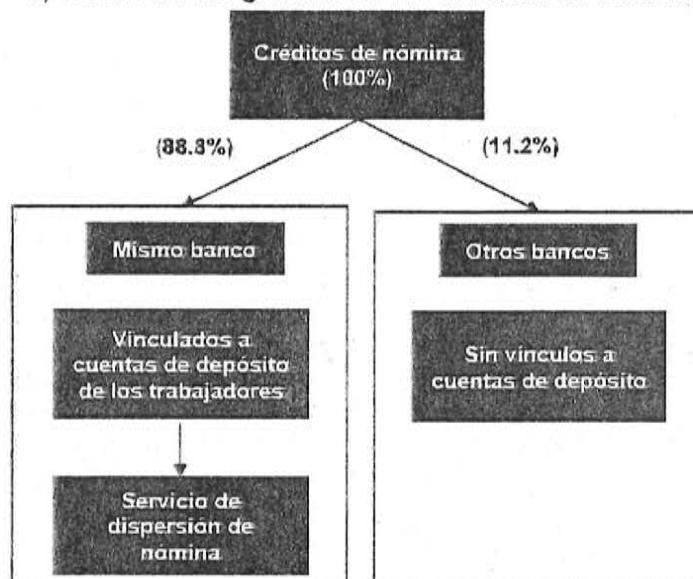 Créditos de nómina
(100%)
(88.8%)
(11.2%)
Mismo banco
Vinculados a
cuentas de depósito
de los trabajadores
Servicio de
dispersión de
nómina
Otros bancos
Sin vínculos a
cuentas de depósito